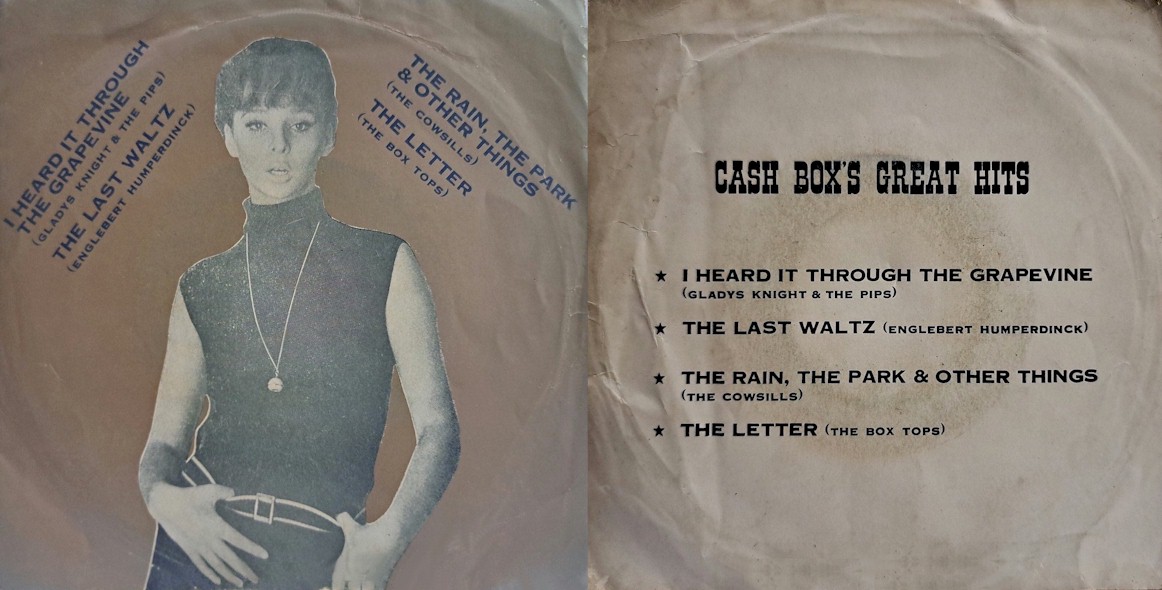 I HEARD IT THROUGH
THE GRAPEVINE
(GLADYS KNIGHT & THE PIPS)
THE LAST WALTZ
(ENGLEBERT HUMPERDINCK)
THE RAIN, THE PARK
& OTHER THINGS
(THE COWSILLS)
THE LETTER
(THE BOX TOPS)
CASH BOX'S GREAT HITS
★ I HEARD IT THROUGH THE GRAPEVINE
(GLADYS KNIGHT & THE PIPS)
★ THE LAST WALTZ (ENGLEBERT HUMPERDINCK)
★ THE RAIN, THE PARK & OTHER THINGS
(THE COWSILLS)
★ THE LETTER (THE BOX TOPS)